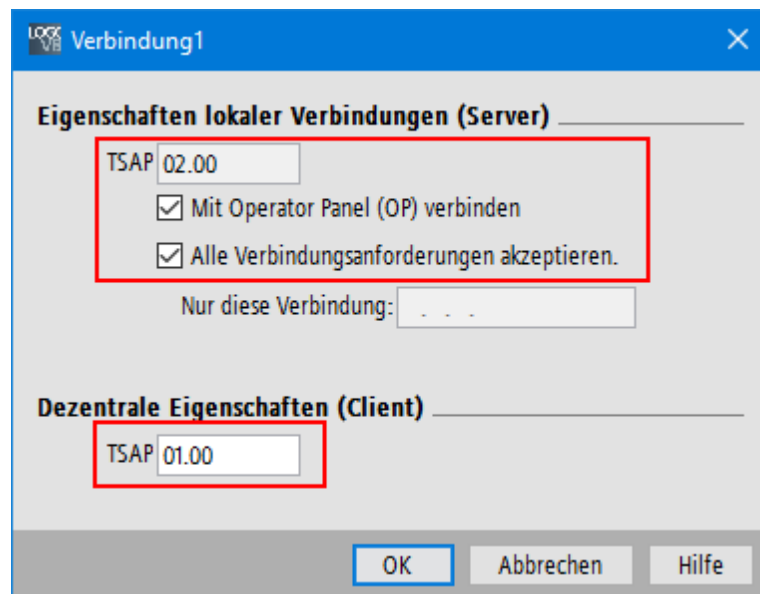 Verbindung1
Eigenschaften lokaler Verbindungen (Server)
TSAP 02.00
Mit Operator Panel (OP) verbinden
Alle Verbindungsanforderungen akzeptieren.
Nur diese Verbindung: . . .
Dezentrale Eigenschaften (Client)
TSAP 01.00
OK Abbrechen Hilfe